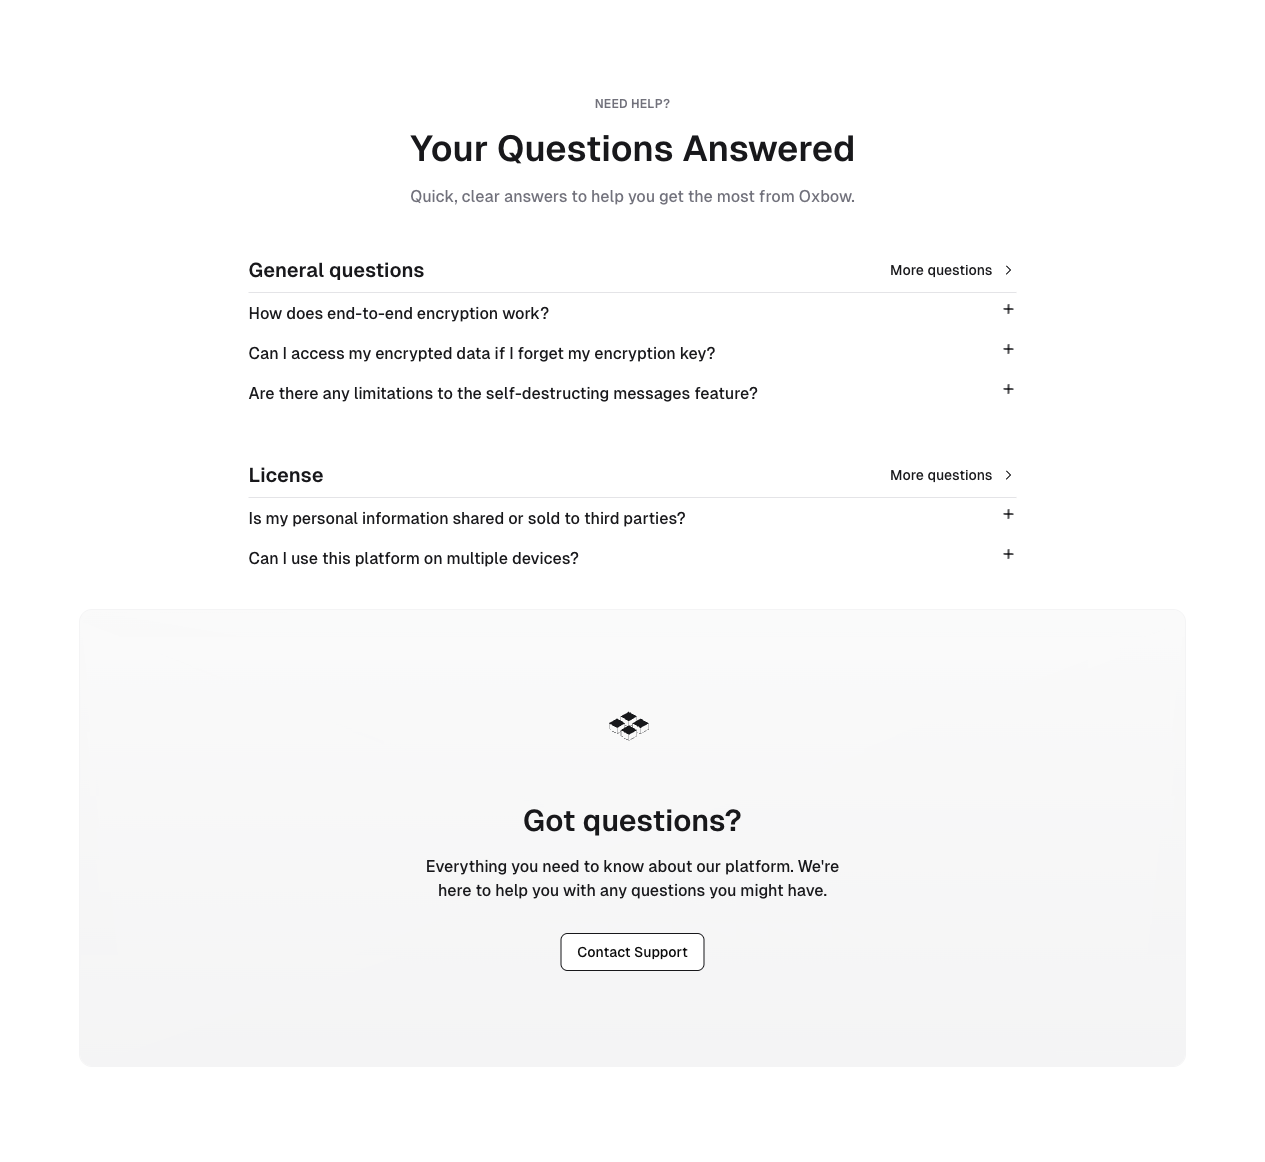 NEED HELP?
Your Questions Answered
Quick, clear answers to help you get the most from Oxbow.
General questions
More questions
How does end-to-end encryption work?
Can I access my encrypted data if I forget my encryption key?
Are there any limitations to the self-destructing messages feature?
License
More questions
Is my personal information shared or sold to third parties?
Can I use this platform on multiple devices?
Got questions?
Everything you need to know about our platform. We're
here to help you with any questions you might have.
Contact Support